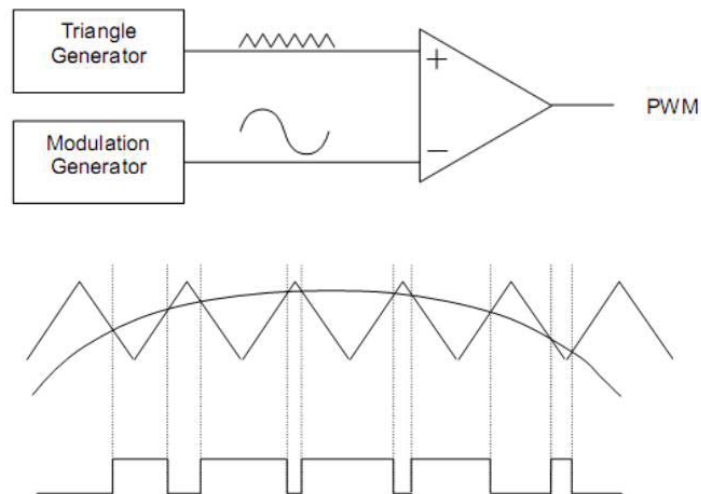 Triangle
Generator
+
Modulation
Generator
−
PWM